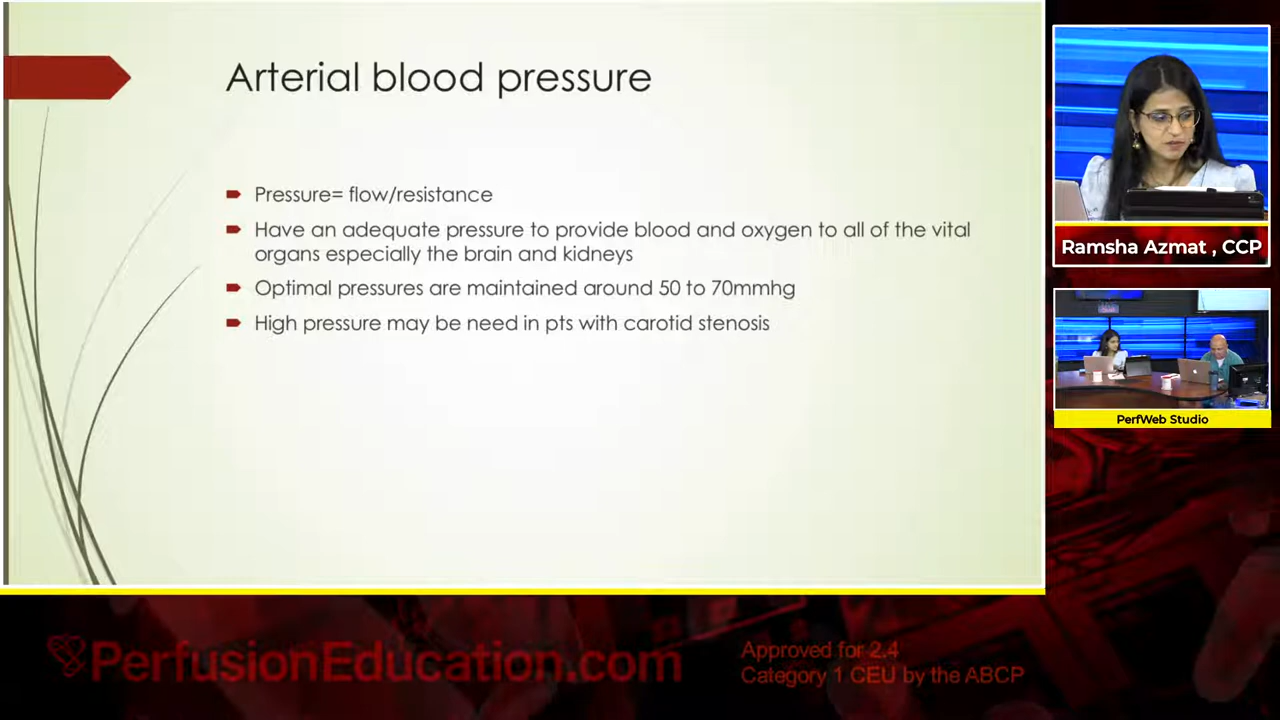 Arterial blood pressure
Pressure= flow/resistance
Have an adequate pressure to provide blood and oxygen to all of the vital
organs especially the brain and kidneys
Optimal pressures are maintained around 50 to 70mmhg
High pressure may be need in pts with carotid stenosis
Ramsha Azmat , CCP
PerfWeb Studio
PerfusionEducation.com
Approved for 2.4
Category 1 CEU by the ABCP